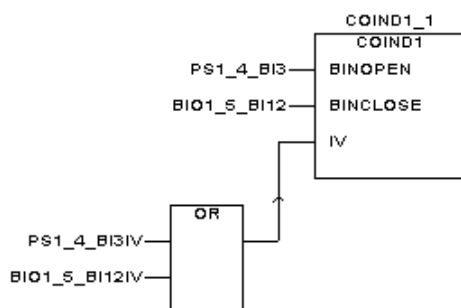 COIND1_1
COIND1
PS1_4_BI3 BINOPEN
BIO1_5_BI12 BINCLOSE
IV
OR
PS1_4_BI3IV
BIO1_5_BI12IV